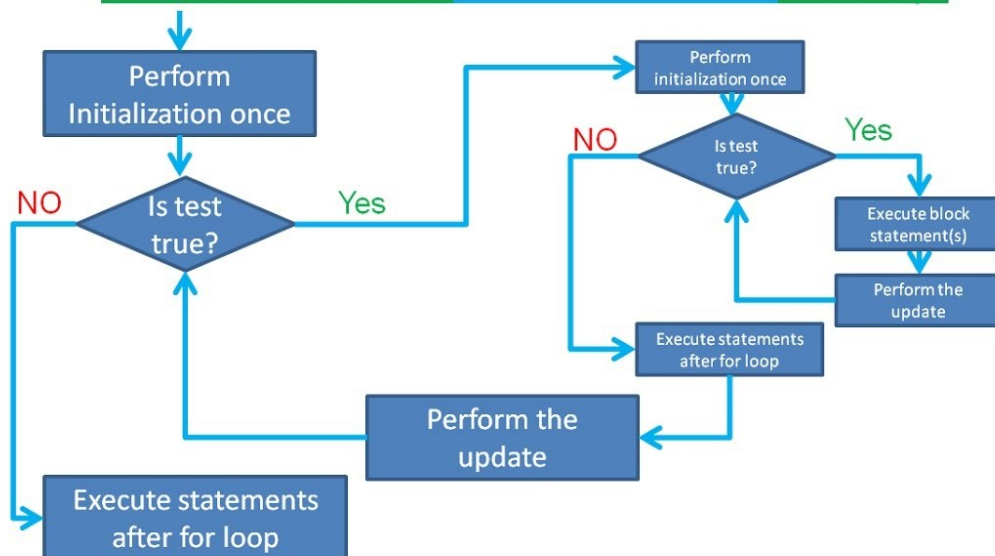 Perform
Initialization once
NO
Is test
true?
Yes
Perform
initialization once
NO
Is test
true?
Yes
Execute block
statement(s)
Perform the
update
Execute statements
after for loop
Perform the
update
Execute statements
after for loop